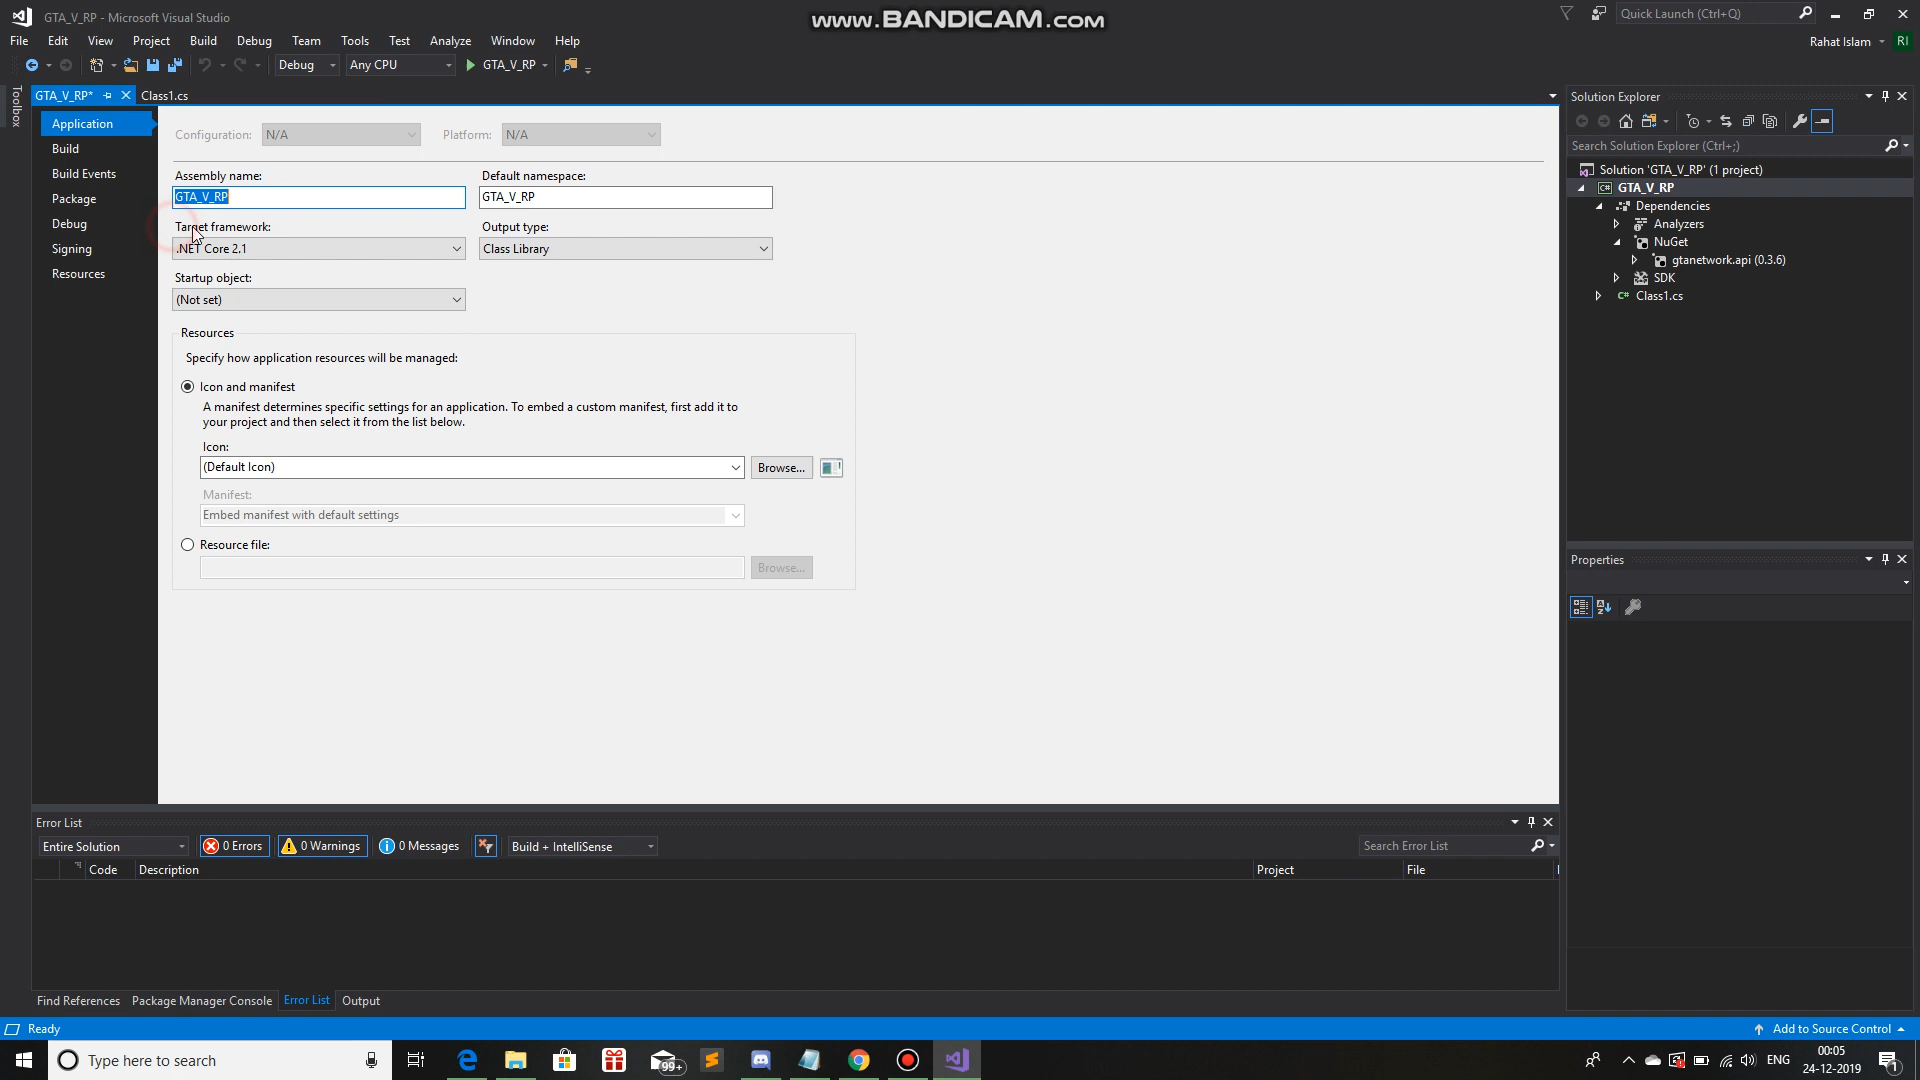 GTA_V_RP - Microsoft Visual Studio
www.BANDICAM.com
Quick Launch (Ctrl+Q)
File Edit View Project Build Debug Team Tools Test Analyze Window Help
Rahat Islam RI
Debug Any CPU GTA_V_RP
Toolbox
GTA_V_RP* Class1.cs
Application
Build
Build Events
Package
Debug
Signing
Resources
Configuration: N/A Platform: N/A
Assembly name: Default namespace:
GTA_V_RP GTA_V_RP
Target framework: Output type:
.NET Core 2.1 Class Library
Startup object:
(Not set)
Resources
Specify how application resources will be managed:
Icon and manifest
A manifest determines specific settings for an application. To embed a custom manifest, first add it to
your project and then select it from the list below.
Icon:
(Default Icon) Browse...
Manifest:
Embed manifest with default settings
Resource file:
Browse...
Solution Explorer
Search Solution Explorer (Ctrl+;)
Solution 'GTA_V_RP' (1 project)
C# GTA_V_RP
Dependencies
Analyzers
NuGet
gtanetwork.api (0.3.6)
SDK
C# Class1.cs
Properties
Error List
Entire Solution 0 Errors 0 Warnings 0 Messages Build + IntelliSense Search Error List
Code Description Project File
Find References Package Manager Console Error List Output
Ready Add to Source Control
Type here to search 99+ ENG 00:05
24-12-2019 1